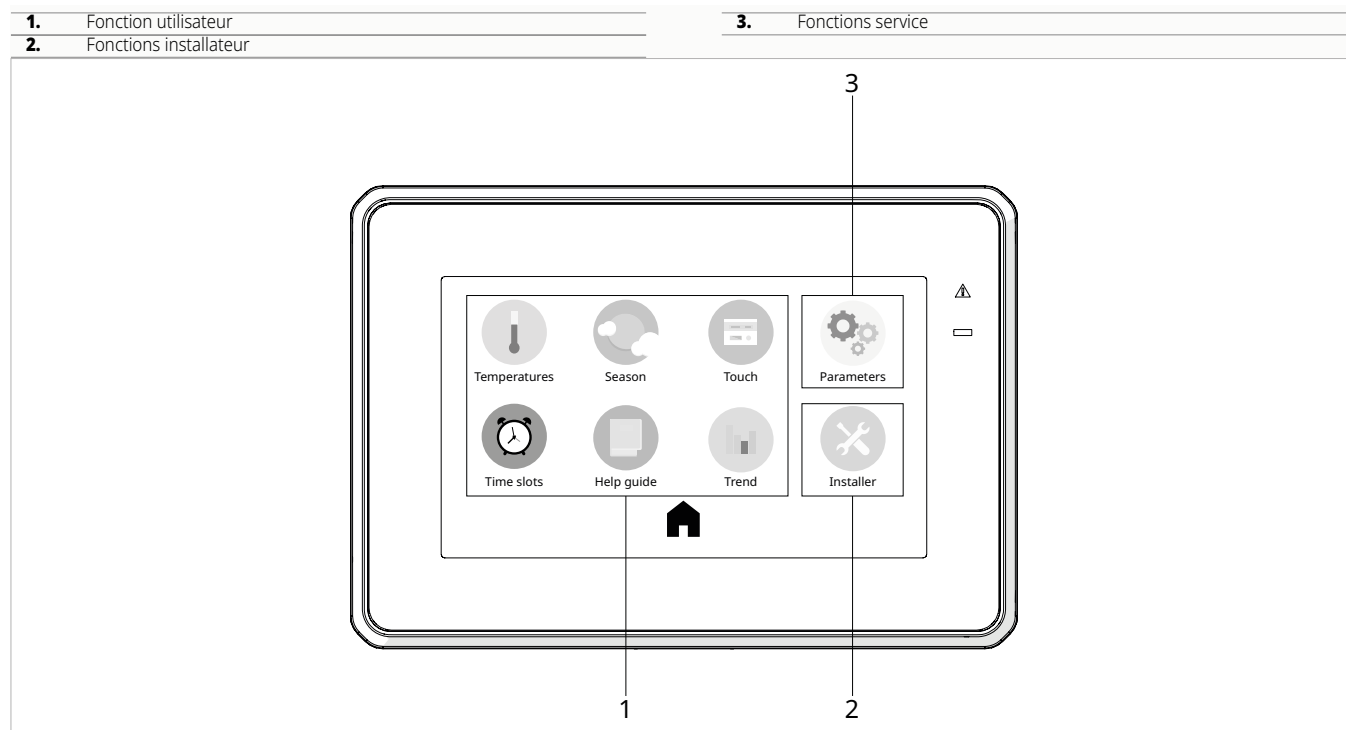 1. Fonction utilisateur
2. Fonctions installateur
3. Fonctions service
3
Temperatures Season Touch Parameters
Time slots Help guide Trend Installer
1 2